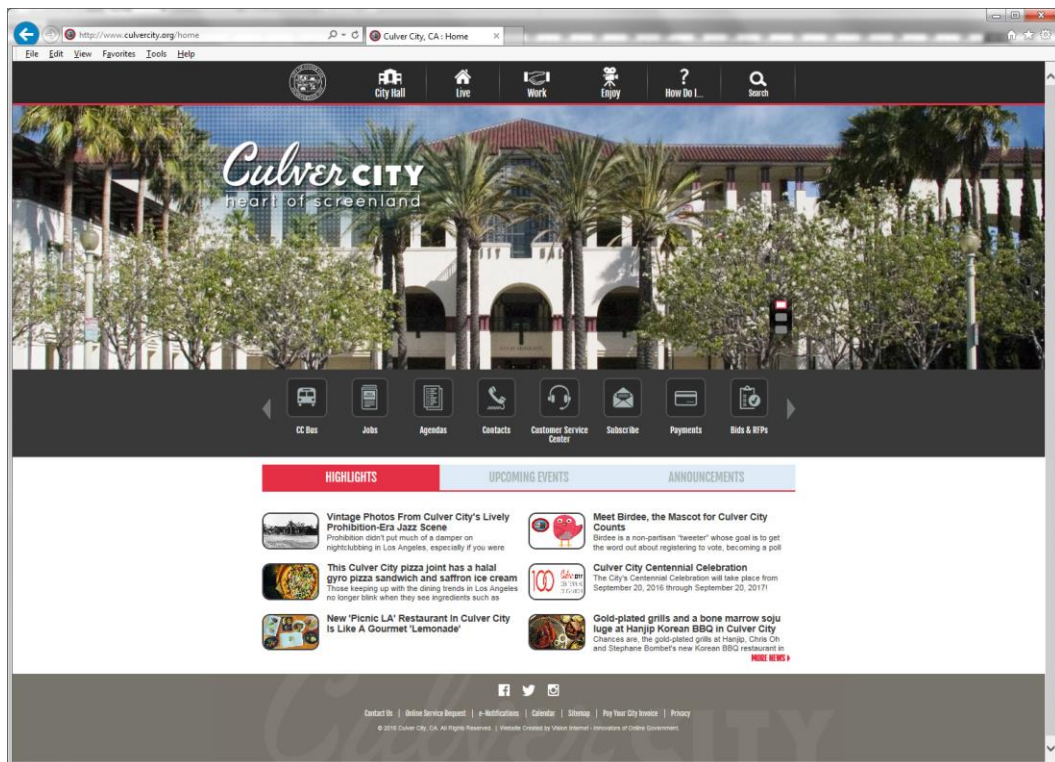 http://www.culvercity.org/home
Culver City, CA : Home
File Edit View Favorites Tools Help
City Hall
Live
Work
Enjoy
How Do I...
Search
Culver CITY
heart of screenland
CC Bus
Jobs
Agendas
Contacts
Customer Service
Center
Subscribe
Payments
Bids & RFPs
HIGHLIGHTS
UPCOMING EVENTS
ANNOUNCEMENTS
Vintage Photos From Culver City's Lively
Prohibition-Era Jazz Scene
Prohibition didn't put much of a damper on
nightclubbing in Los Angeles, especially if you were
This Culver City pizza joint has a halal
gyro pizza sandwich and saffron ice cream
Those keeping up with the dining trends in Los Angeles
no longer blink when they see ingredients such as
New 'Picnic LA' Restaurant In Culver City
Is Like A Gourmet 'Lemonade'
Meet Birdee, the Mascot for Culver City
Counts
Birdee is a non-partisan "tweeter" whose goal is to get
the word out about registering to vote, becoming a poll
100
Culver CITY
Culver City Centennial Celebration
The City's Centennial Celebration will take place from
September 20, 2016 through September 20, 2017!
Gold-plated grills and a bone marrow soju
luge at Hanjip Korean BBQ in Culver City
Chances are, the gold-plated grills at Hanjip, Chris Oh
and Stephane Bombet's new Korean BBQ restaurant in
MORE NEWS
Contact Us | Online Service Request | e-Notifications | Calendar | Sitemap | Pay Your City Invoice | Privacy
© 2016 Culver City, CA. All Rights Reserved. | Website Created by Vision Internet - Innovators of Online Government
Culver CITY